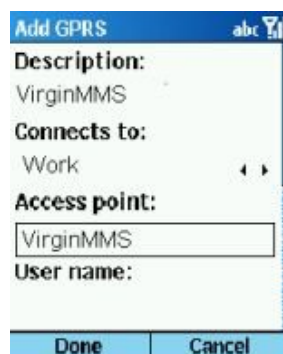 Add GPRS abc
Description:
VirginMMS
Connects to:
Work
Access point:
VirginMMS
User name:
Done Cancel